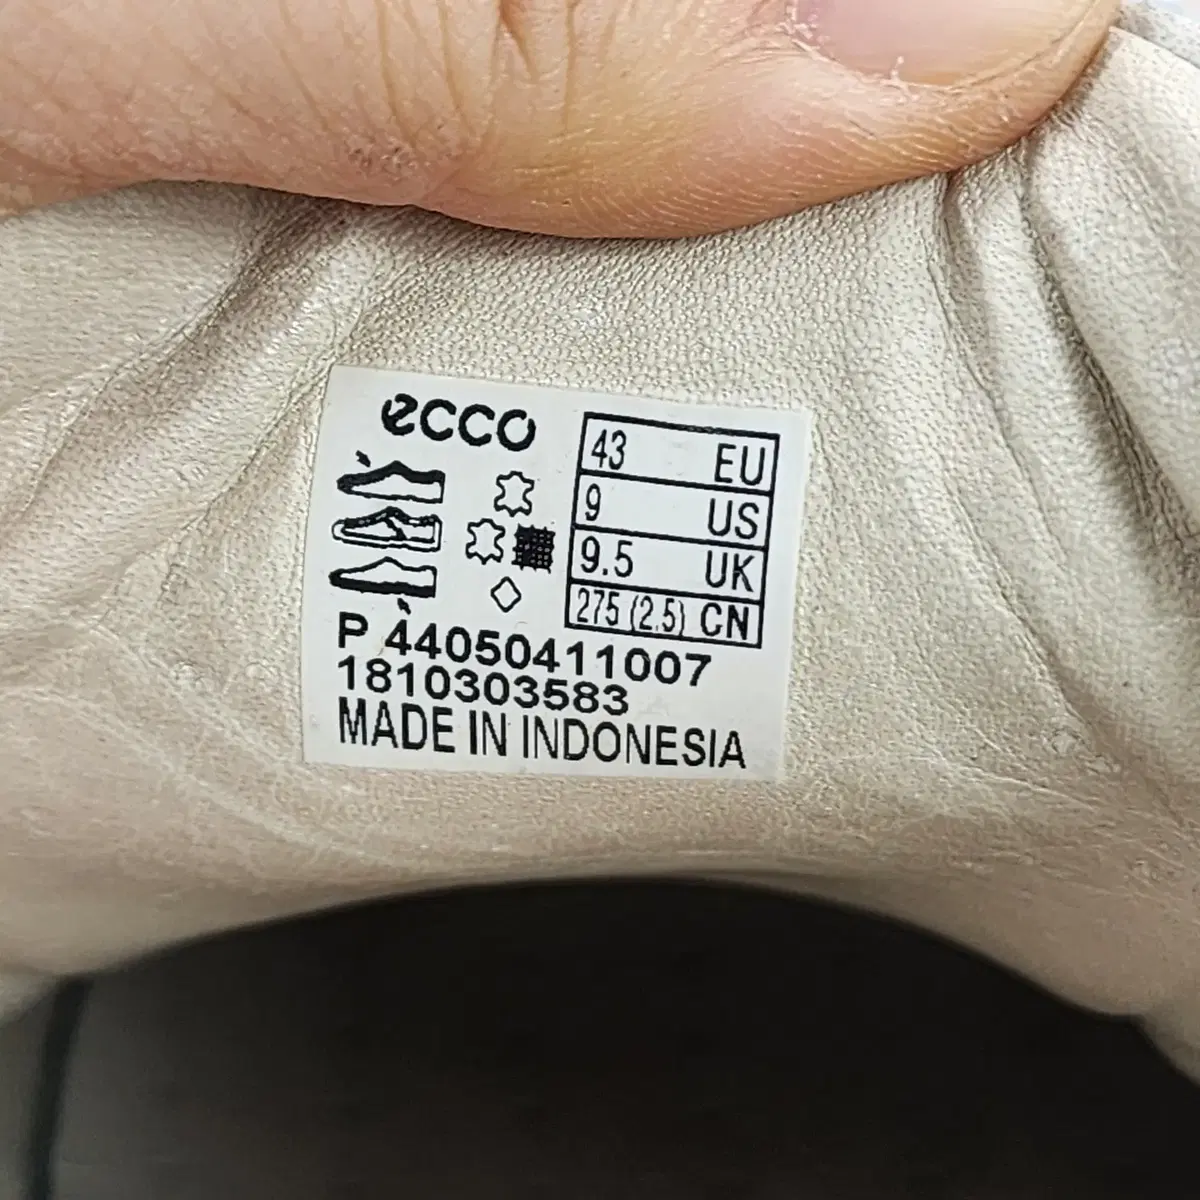 ecco
43 EU
9 US
9.5 UK
275 (2.5) CN
P 44050411007
1810303583
MADE IN INDONESIA